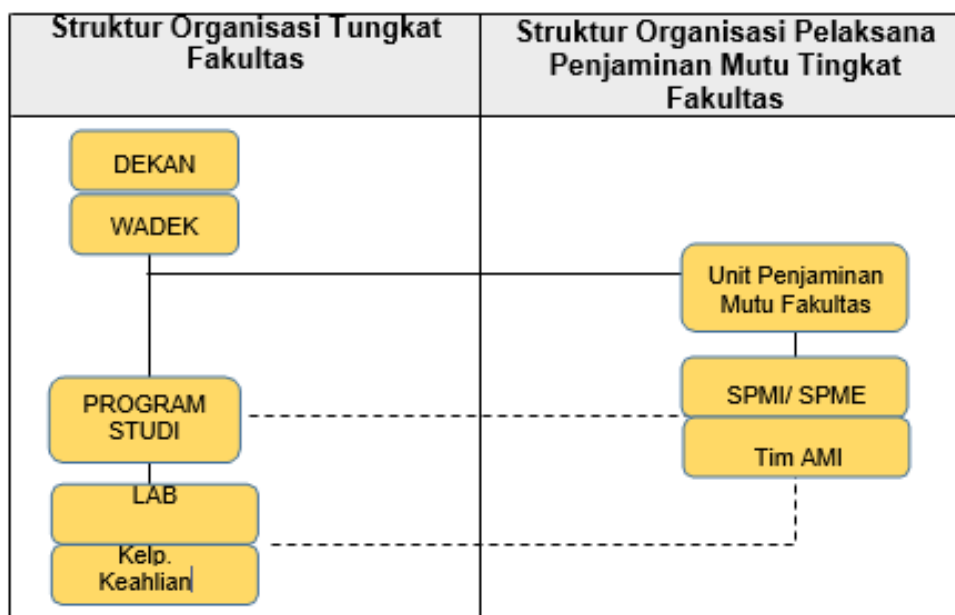 Struktur Organisasi Tungkat
Fakultas
Struktur Organisasi Pelaksana
Penjaminan Mutu Tingkat
Fakultas
DEKAN
WADEK
Unit Penjaminan
Mutu Fakultas
PROGRAM
STUDI
SPMI/ SPME
Tim AMI
LAB
Kelp.
Keahlian